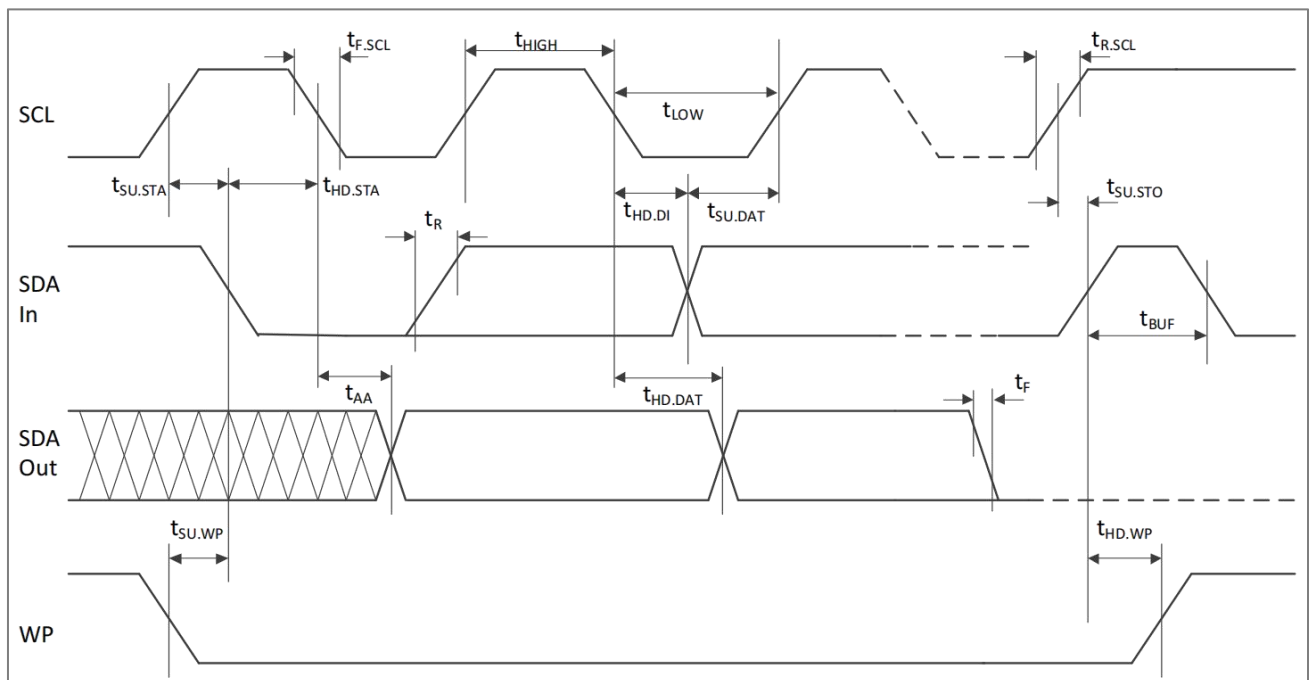 tF.SCL
tHIGH
tR.SCL
SCL
tLOW
tSU.STA
tHD.STA
tHD.DI
tSU.DAT
tSU.STO
tR
SDA
In
tBUF
tAA
tHD.DAT
tF
SDA
Out
tSU.WP
tHD.WP
WP